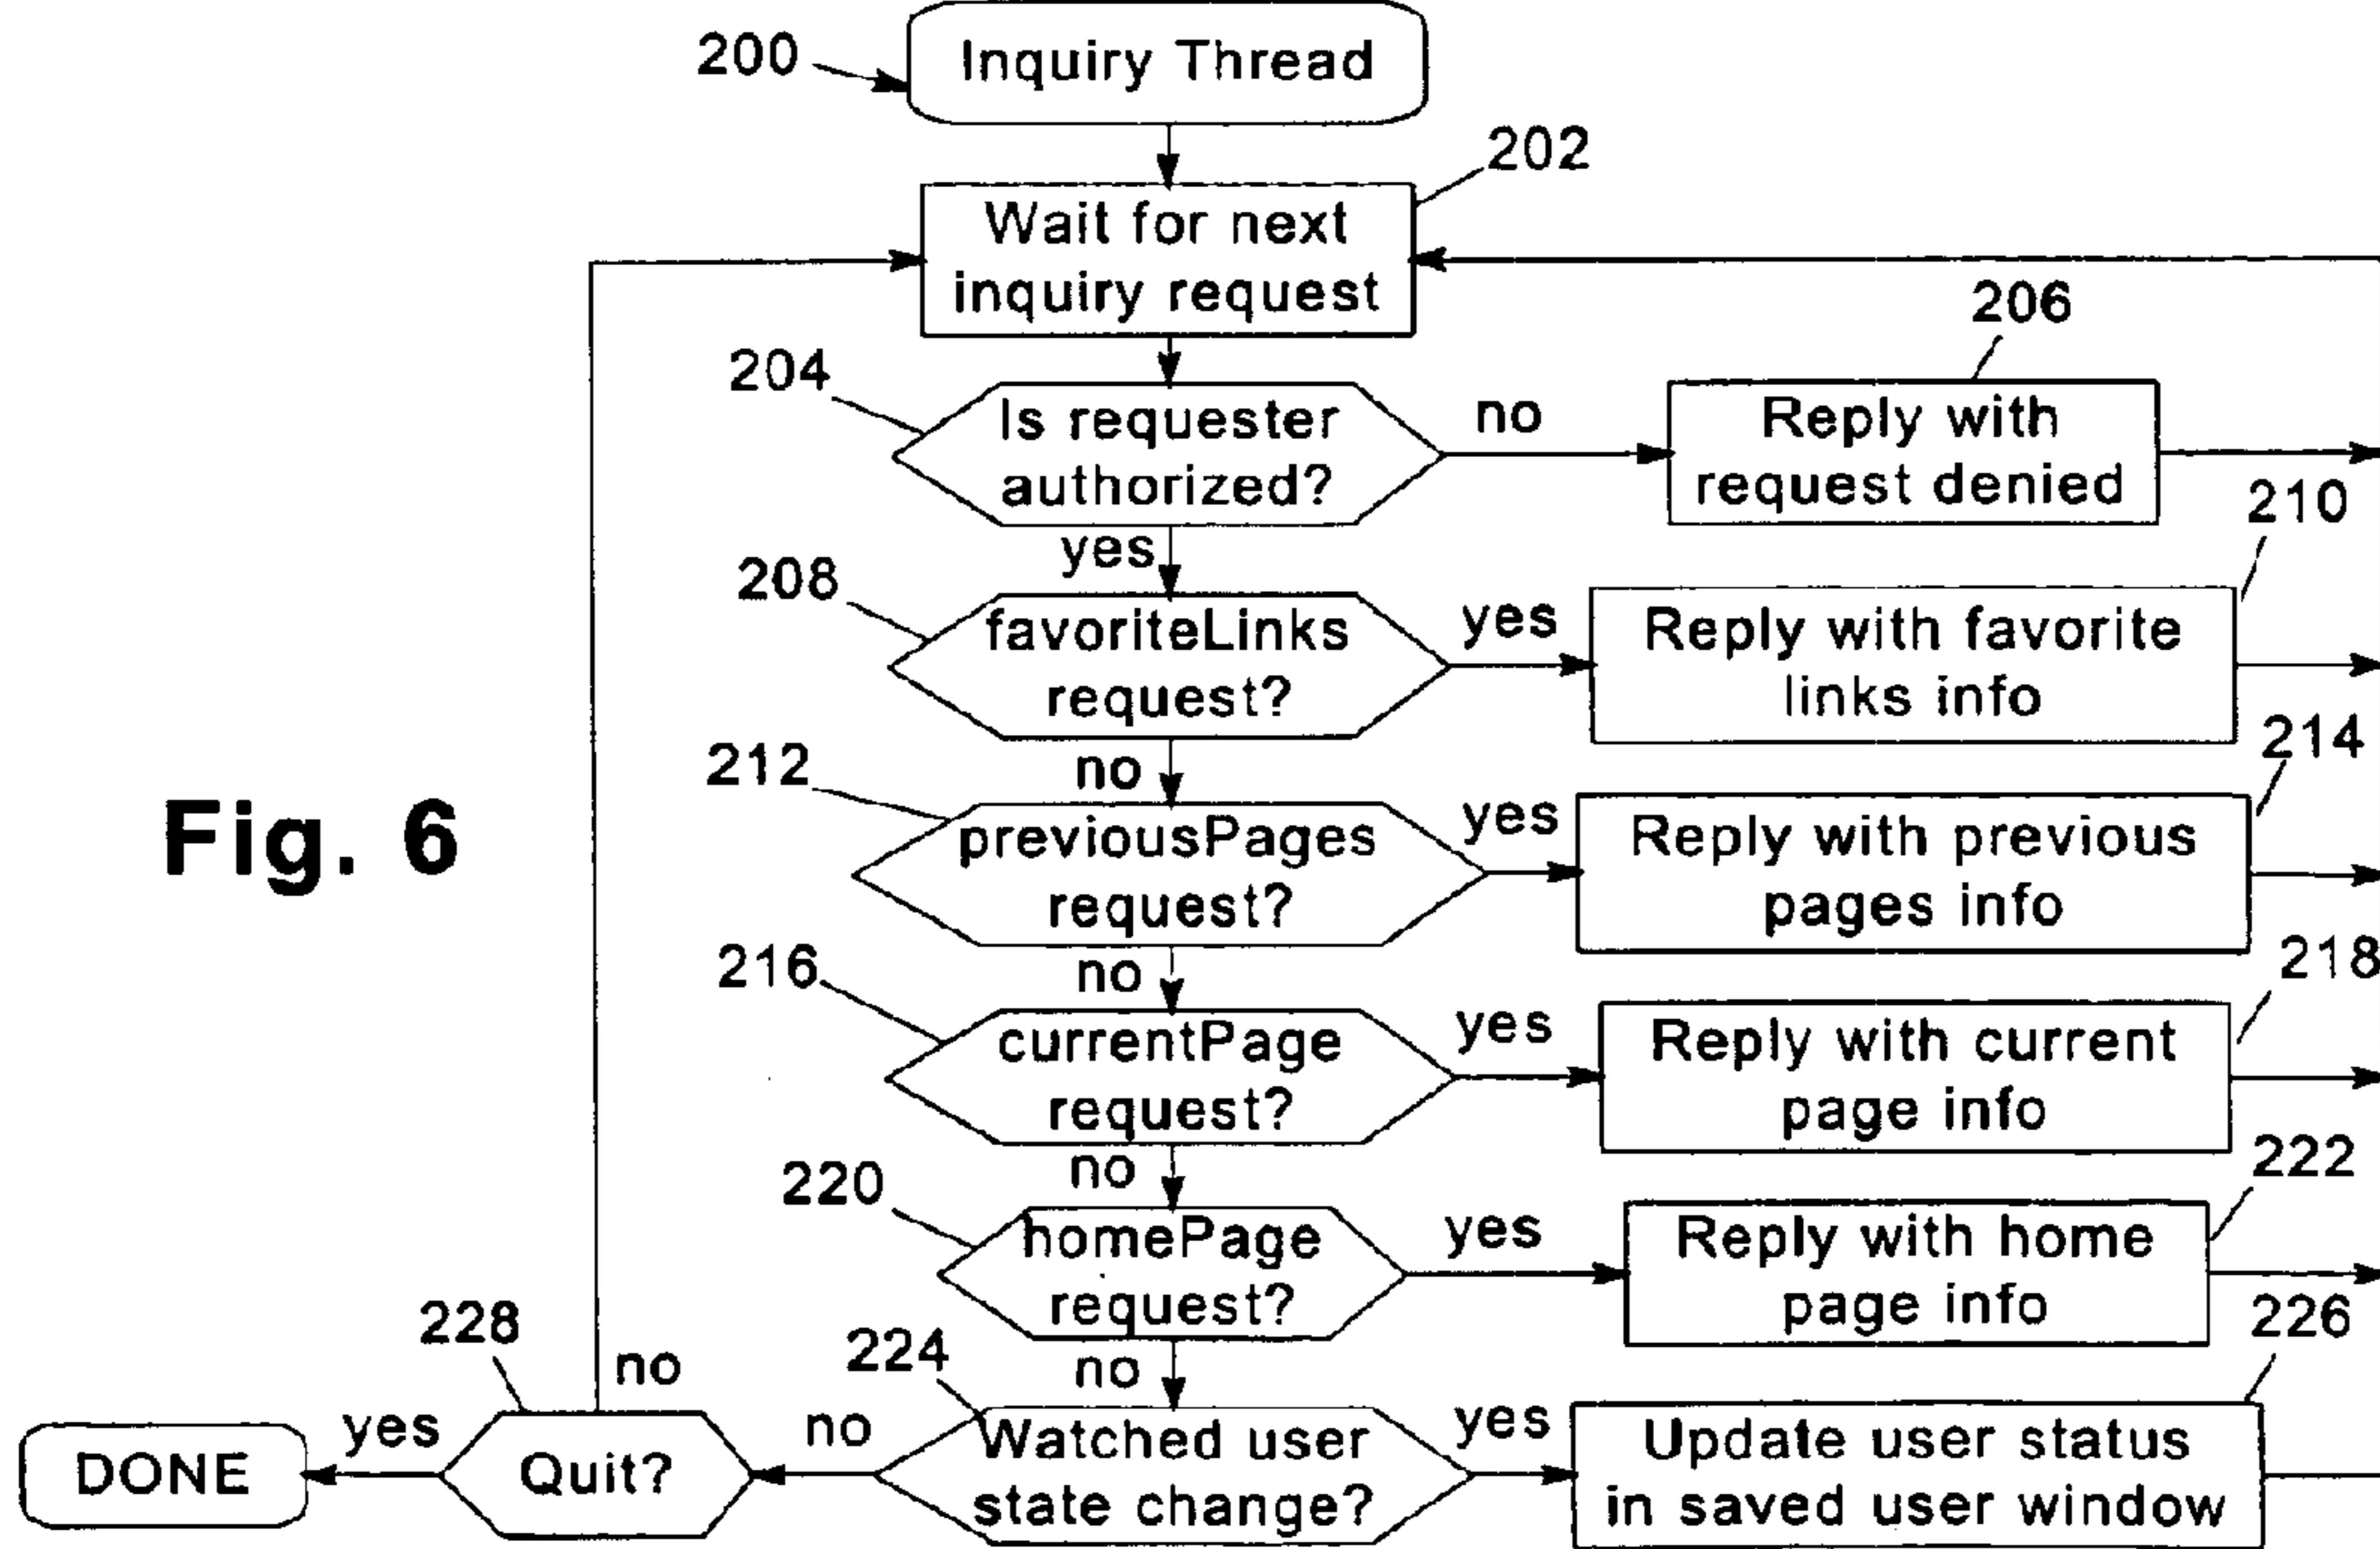 200
Inquiry Thread
202
Wait for next
inquiry request
206
204
Is requester
authorized?
no
Reply with
request denied
210
yes
208
favoriteLinks
request?
yes
Reply with favorite
links info
214
no
212
previousPages
request?
yes
Reply with previous
pages info
218
no
216
currentPage
request?
yes
Reply with current
page info
222
no
220
homePage
request?
yes
Reply with home
page info
226
no
224
Watched user
state change?
yes
Update user status
in saved user window
no
228
Quit?
no
yes
DONE
Fig. 6